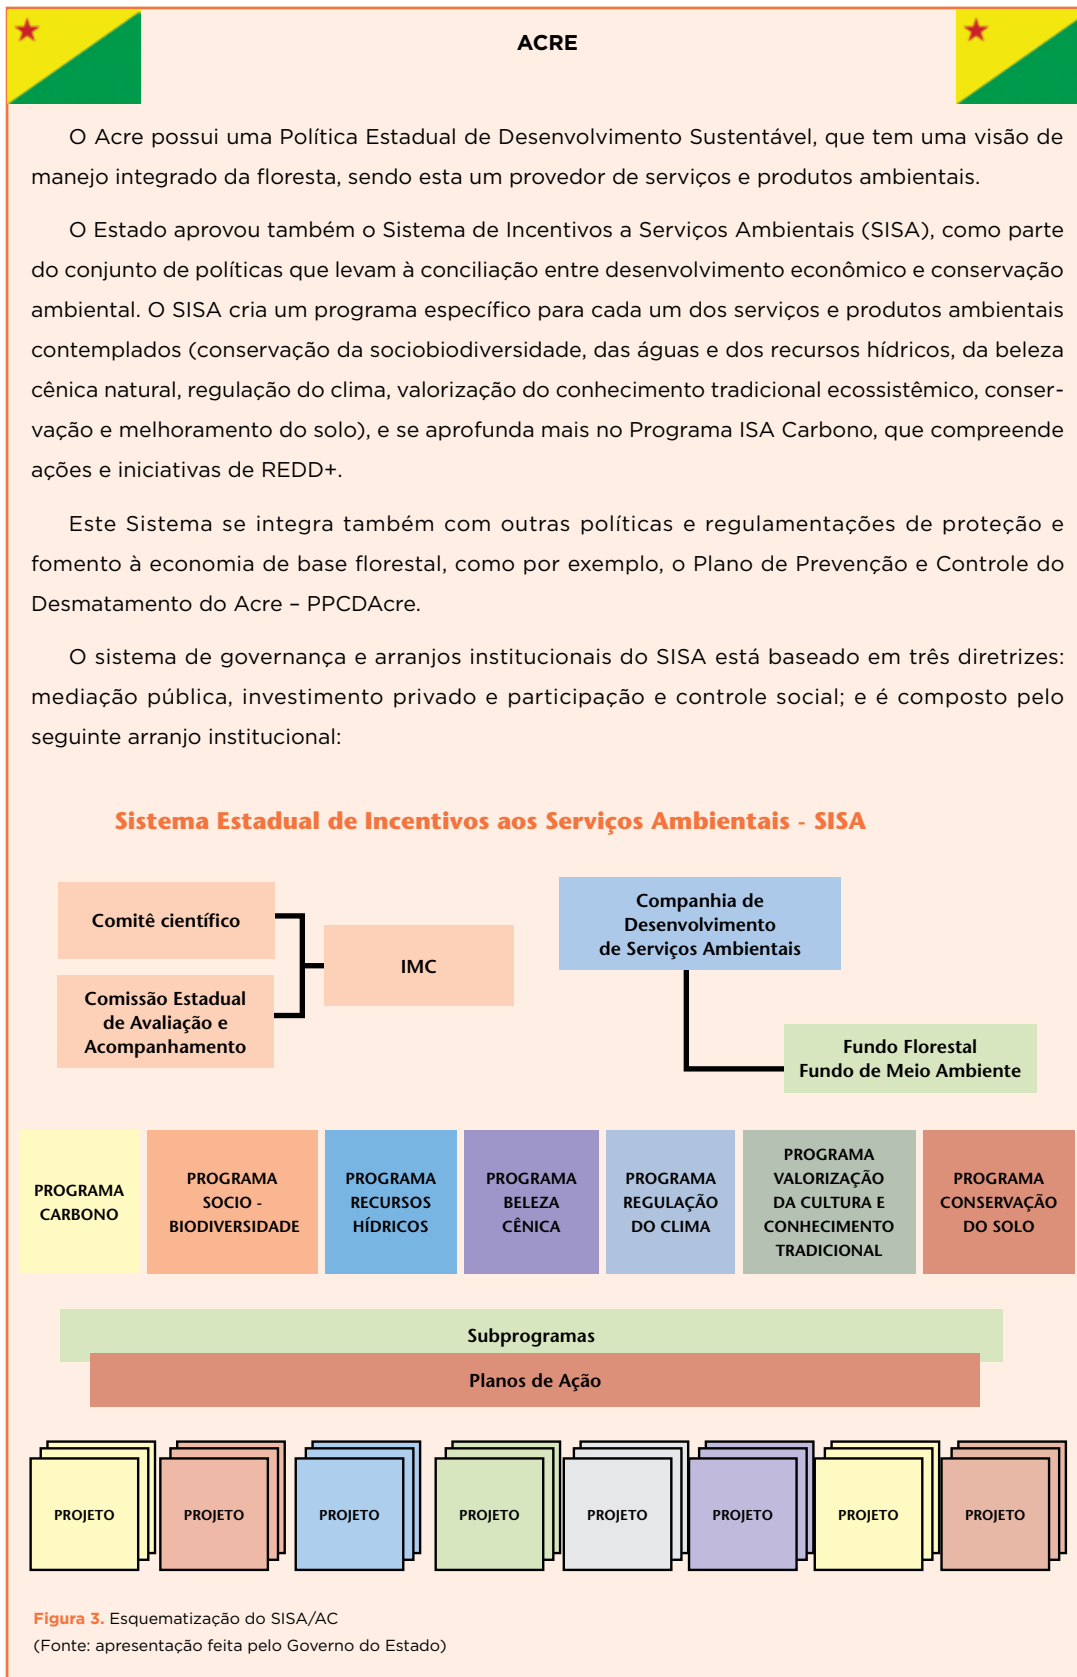 ACRE
O Acre possui uma Política Estadual de Desenvolvimento Sustentável, que tem uma visão de
manejo integrado da floresta, sendo esta um provedor de serviços e produtos ambientais.
O Estado aprovou também o Sistema de Incentivos a Serviços Ambientais (SISA), como parte
do conjunto de políticas que levam à conciliação entre desenvolvimento econômico e conservação
ambiental. O SISA cria um programa específico para cada um dos serviços e produtos ambientais
contemplados (conservação da sociobiodiversidade, das águas e dos recursos hídricos, da beleza
cênica natural, regulação do clima, valorização do conhecimento tradicional ecossistêmico, conser-
vação e melhoramento do solo), e se aprofunda mais no Programa ISA Carbono, que compreende
ações e iniciativas de REDD+.
Este Sistema se integra também com outras políticas e regulamentações de proteção e
fomento à economia de base florestal, como por exemplo, o Plano de Prevenção e Controle do
Desmatamento do Acre – PPCDAcre.
O sistema de governança e arranjos institucionais do SISA está baseado em três diretrizes:
mediação pública, investimento privado e participação e controle social; e é composto pelo
seguinte arranjo institucional:
Sistema Estadual de Incentivos aos Serviços Ambientais - SISA
Comitê científico
Comissão Estadual
de Avaliação e
Acompanhamento
IMC
Companhia de
Desenvolvimento
de Serviços Ambientais
Fundo Florestal
Fundo de Meio Ambiente
PROGRAMA
CARBONO
PROGRAMA
SOCIO -
BIODIVERSIDADE
PROGRAMA
RECURSOS
HÍDRICOS
PROGRAMA
BELEZA
CÊNICA
PROGRAMA
REGULAÇÃO
DO CLIMA
PROGRAMA
VALORIZAÇÃO
DA CULTURA E
CONHECIMENTO
TRADICIONAL
PROGRAMA
CONSERVAÇÃO
DO SOLO
Subprogramas
Planos de Ação
PROJETO
PROJETO
PROJETO
PROJETO
PROJETO
PROJETO
PROJETO
PROJETO
Figura 3. Esquematização do SISA/AC
(Fonte: apresentação feita pelo Governo do Estado)